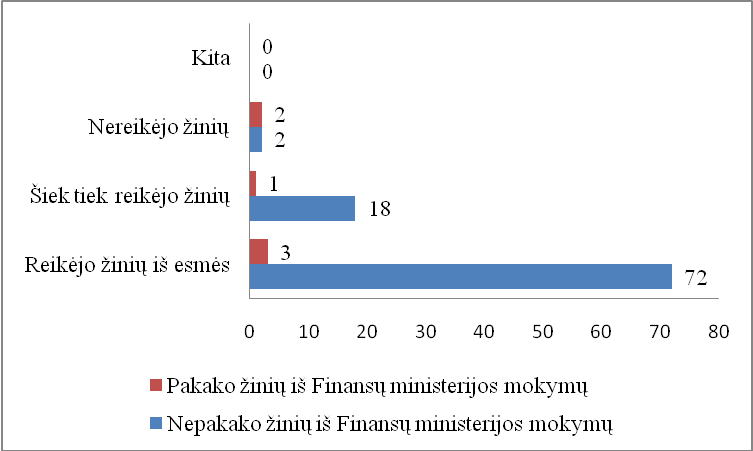 Kita
0
0
Nereikėjo žinių
2
2
Šiek tiek reikėjo žinių
1
18
Reikėjo žinių iš esmės
3
72
0 10 20 30 40 50 60 70 80
Pakako žinių iš Finansų ministerijos mokymų
Nepakako žinių iš Finansų ministerijos mokymų